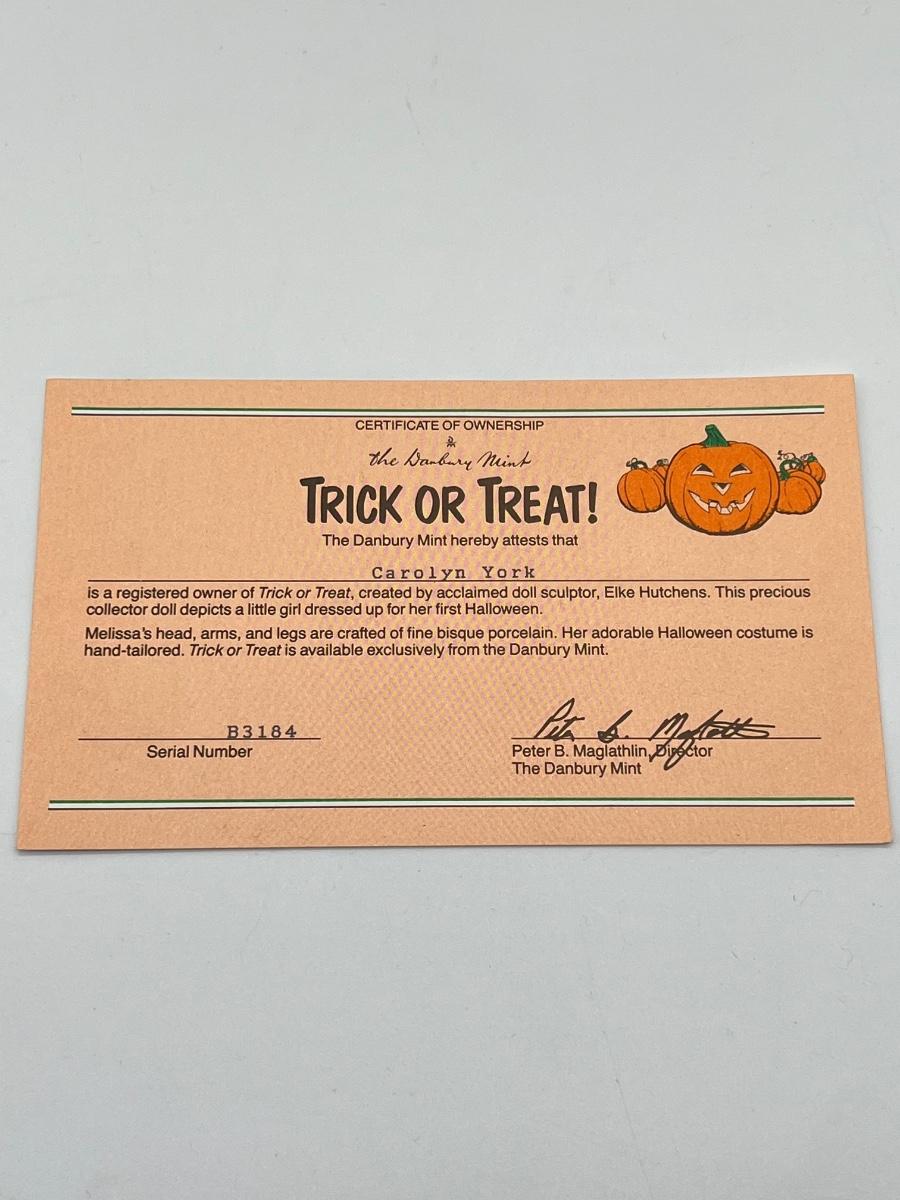 CERTIFICATE OF OWNERSHIP
the Danbury Mint
TRICK OR TREAT!
The Danbury Mint hereby attests that
Carolyn York
is a registered owner of Trick or Treat, created by acclaimed doll sculptor, Elke Hutchens. This precious
collector doll depicts a little girl dressed up for her first Halloween.
Melissa's head, arms, and legs are crafted of fine bisque porcelain. Her adorable Halloween costume is
hand-tailored. Trick or Treat is available exclusively from the Danbury Mint.
B3184
Serial Number
Peter B. Maglathlin
Peter B. Maglathlin, Director
The Danbury Mint